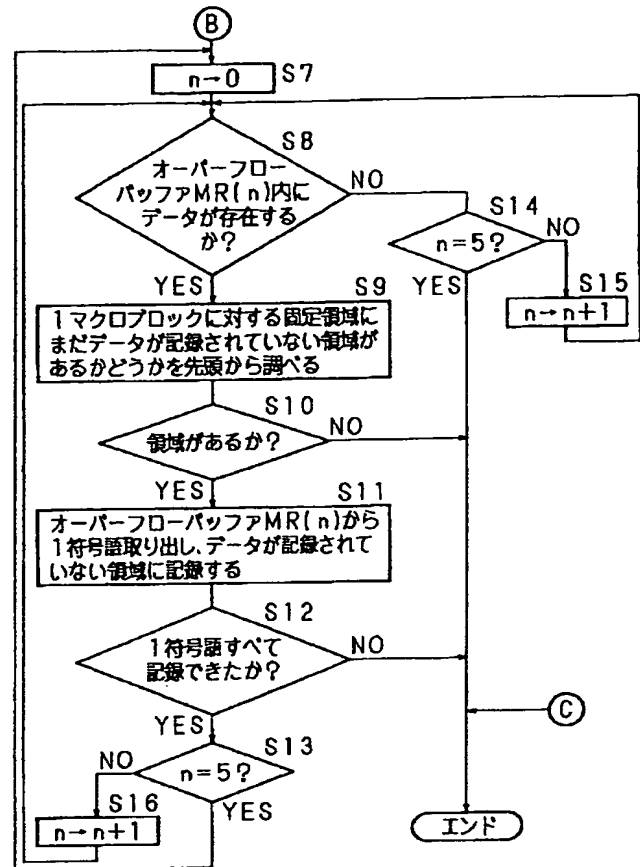 B
n→0 S7
S8
オーバーフロー
バッファMR(n)内に
データが存在する
か?
NO
YES
S14
n=5?
NO
YES
S15
n→n+1
S9
1マクロブロックに対する固定領域に
まだデータが記録されていない領域が
あるかどうかを先頭から調べる
S10
領域があるか?
NO
YES
S11
オーバーフローバッファMR(n)から
1符号語取り出し、データが記録されて
いない領域に記録する
S12
1符号語すべて
記録できたか?
NO
YES
C
S13
n=5?
NO
YES
S16
n→n+1
エンド